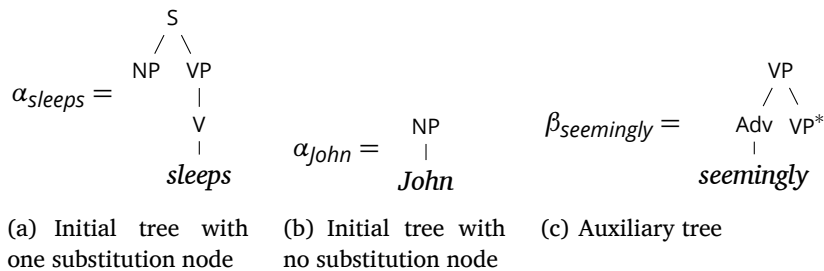 S
NP VP
α_sleeps =
V
sleeps
α_John =
NP
John
VP
β_seemingly =
Adv VP*
seemingly
(a) Initial tree with
one substitution node
(b) Initial tree with
no substitution node
(c) Auxiliary tree